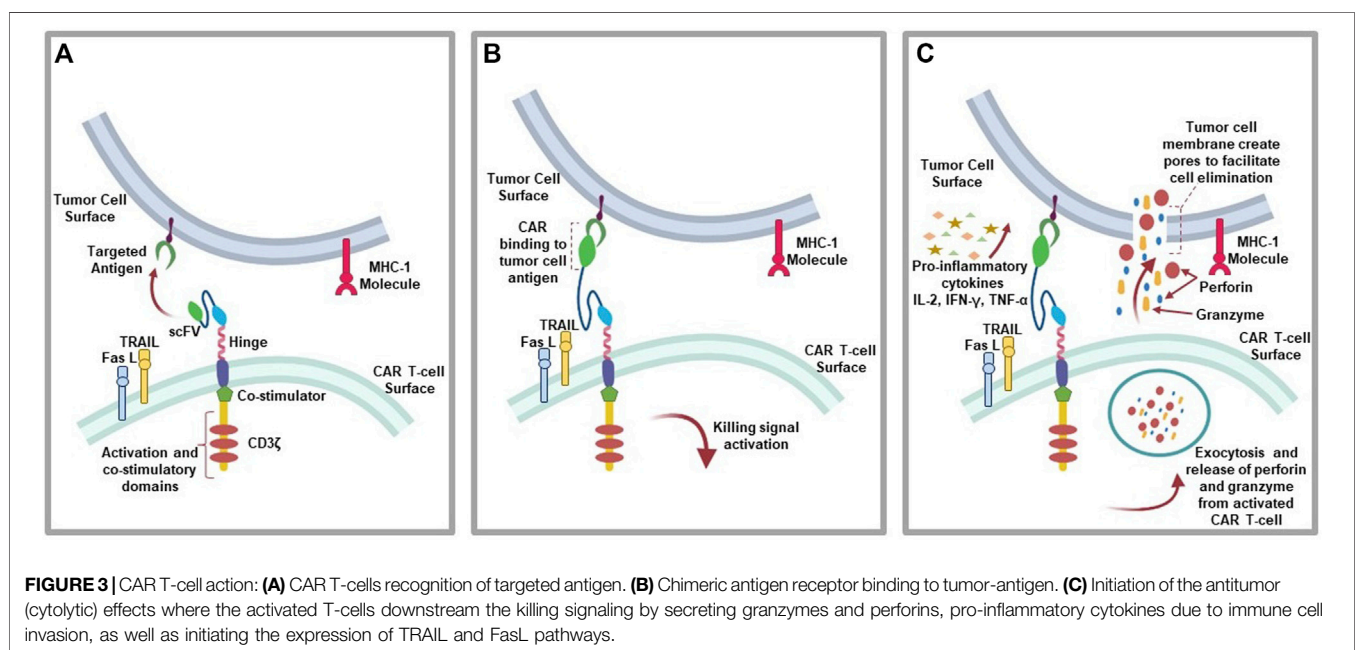 A
Tumor Cell
Surface
Targeted
Antigen
MHC-1
Molecule
scFV
Hinge
TRAIL
Fas L
CAR T-cell
Surface
Co-stimulator
CD3ζ
Activation and
co-stimulatory
domains
B
Tumor Cell
Surface
CAR
binding to
tumor cell
antigen
MHC-1
Molecule
TRAIL
Fas L
CAR T-cell
Surface
Killing signal
activation
C
Tumor cell
membrane create
pores to facilitate
cell elimination
Tumor Cell
Surface
MHC-1
Molecule
Pro-inflammatory
cytokines
IL-2, IFN-γ, TNF-α
Perforin
Granzyme
TRAIL
Fas L
CAR T-cell
Surface
Exocytosis and
release of perforin
and granzyme
from activated
CAR T-cell
FIGURE 3 | CAR T-cell action: (A) CAR T-cells recognition of targeted antigen. (B) Chimeric antigen receptor binding to tumor-antigen. (C) Initiation of the antitumor
(cytolytic) effects where the activated T-cells downstream the killing signaling by secreting granzymes and perforins, pro-inflammatory cytokines due to immune cell
invasion, as well as initiating the expression of TRAIL and FasL pathways.